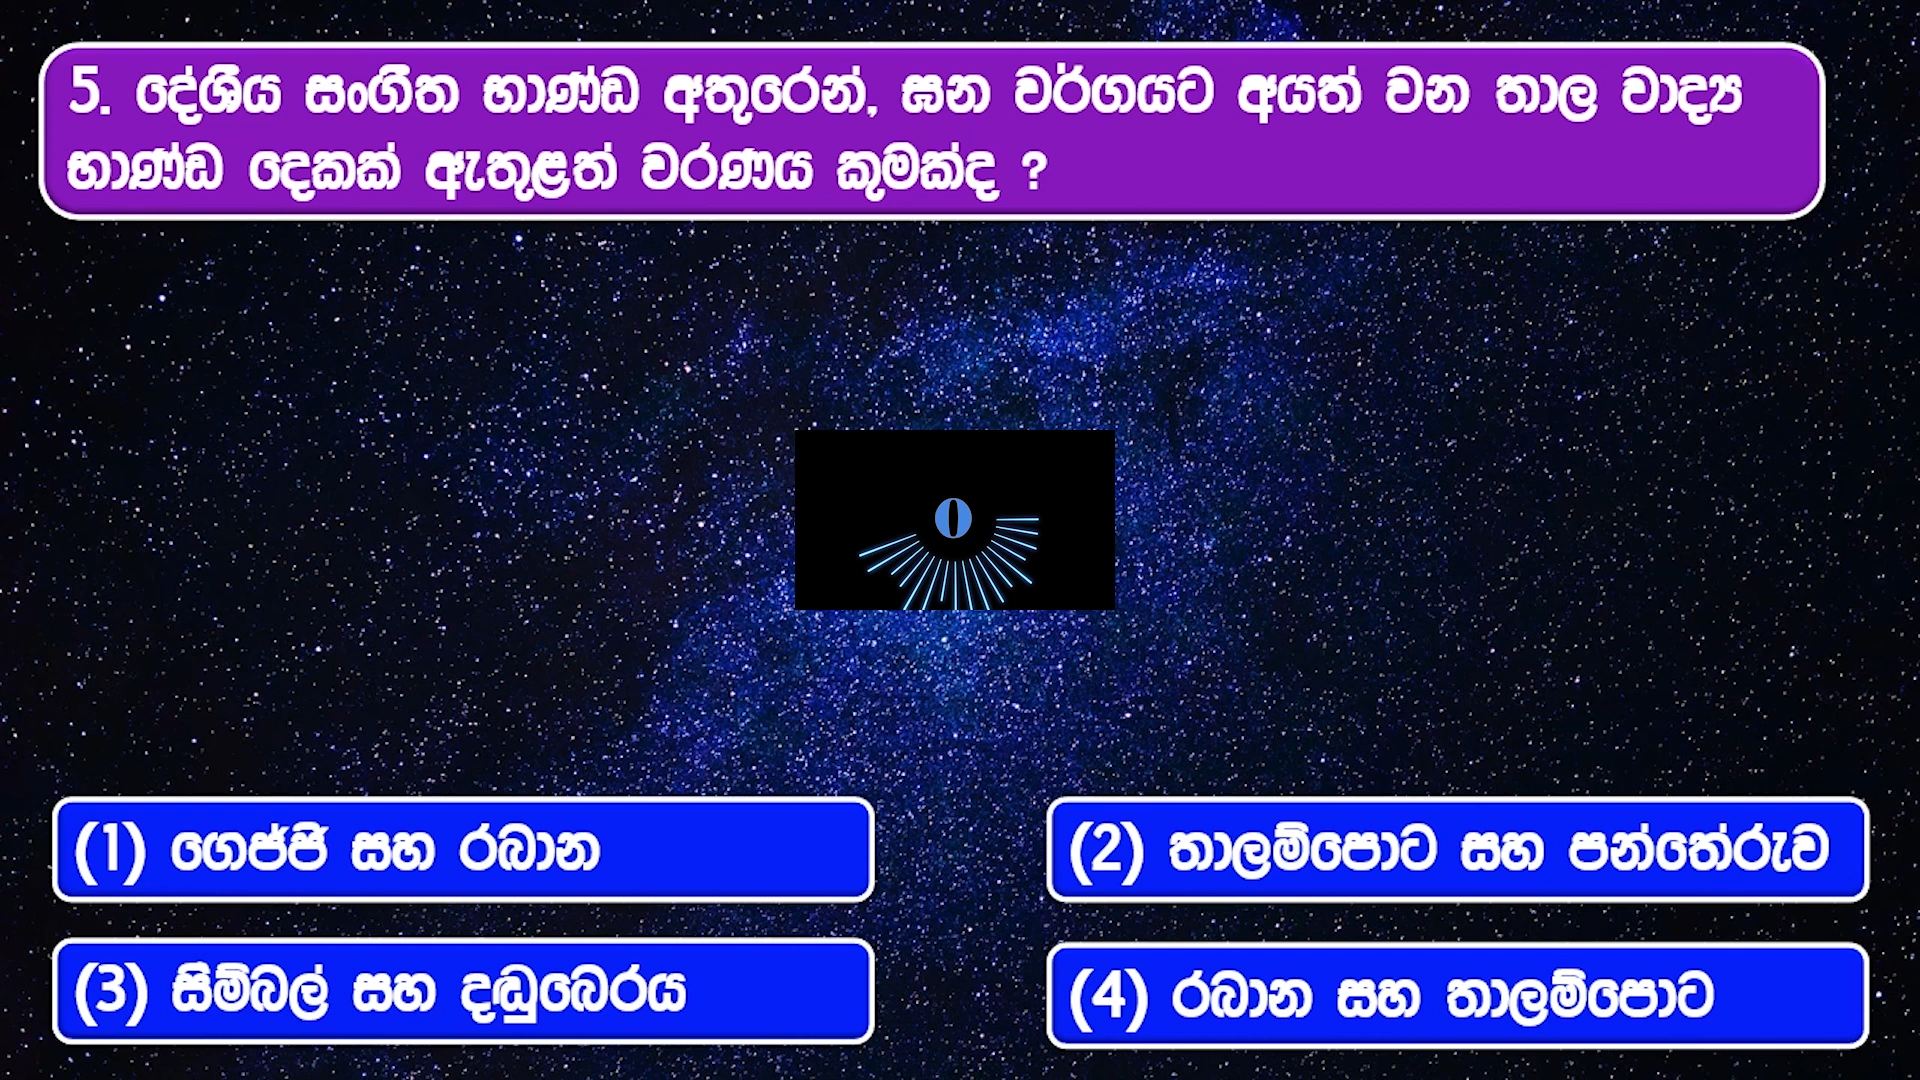 5. දේශීය සංගීත භාණ්ඩ අතුරෙන්, ඝන වර්ගයට අයත් වන තාල වාද්‍ය
භාණ්ඩ දෙකක් ඇතුළත් වරණය කුමක්ද ?
0
(1) ගෙජ්ජි සහ රබාන
(2) තාලම්පොට සහ පන්තේරුව
(3) සිම්බල් සහ දඬුබෙරය
(4) රබාන සහ තාලම්පොට